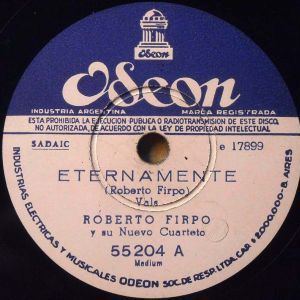 Odeon
Odeon
INDUSTRIA ARGENTINA
MARCA REGISTRADA
ESTA PROHIBIDA LA EJECUCION PUBLICA O RADIOTRANSMISION DE ESTE DISCO,
NO AUTORIZADA, DE ACUERDO CON LA LEY DE PROPIEDAD INTELECTUAL
SADAIC
e 17899
ETERNAMENTE
(Roberto Firpo)
Vals
ROBERTO FIRPO
y su Nuevo Cuarteto
55204 A
Medium
INDUSTRIAS ELECTRICAS Y MUSICALES ODEON SOC. DE RESP. LTDA. CAP. $ 2.000.000 - B. AIRES